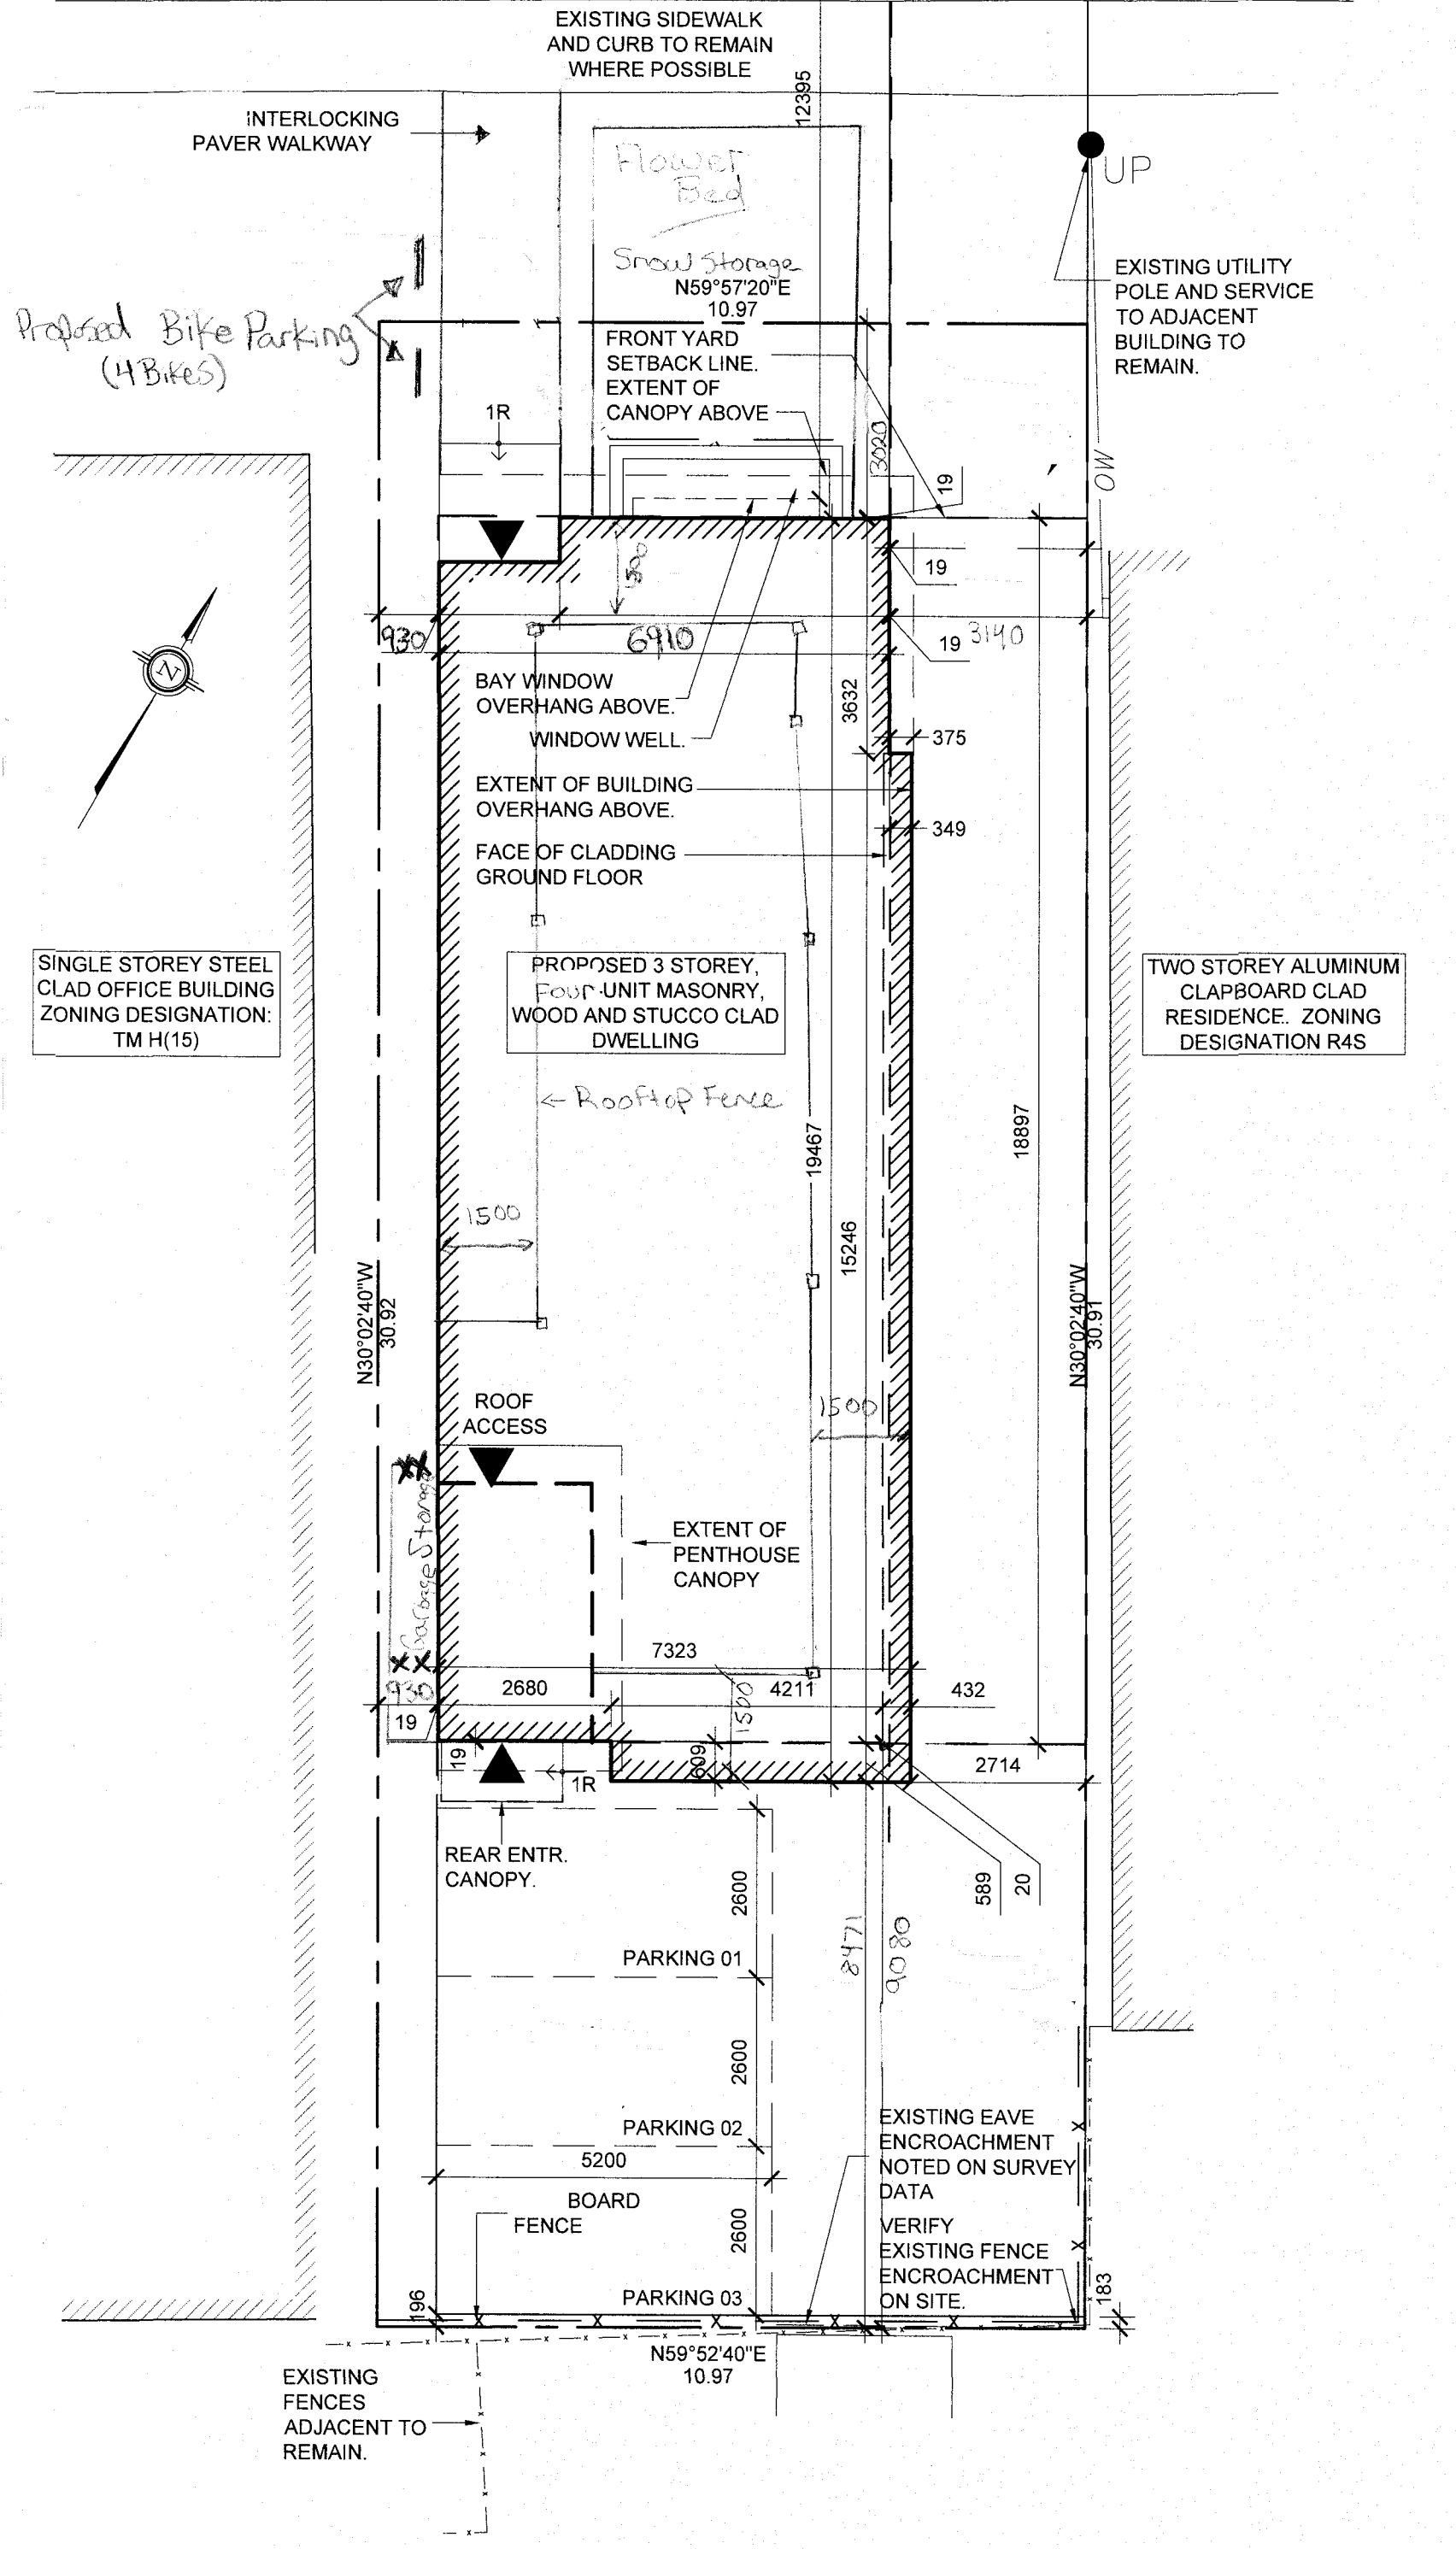 EXISTING SIDEWALK
AND CURB TO REMAIN
WHERE POSSIBLE
12395
INTERLOCKING
PAVER WALKWAY
Flower
Bed
UP
Snow Storage
N59°57'20"E
10.97
EXISTING UTILITY
POLE AND SERVICE
TO ADJACENT
BUILDING TO
REMAIN.
Proposed Bike Parking
(4 Bikes)
FRONT YARD
SETBACK LINE.
EXTENT OF
CANOPY ABOVE
1R
3020
19
OW
1500
19
930
6910
19
3140
N
BAY WINDOW
OVERHANG ABOVE.
WINDOW WELL.
3632
375
EXTENT OF BUILDING
OVERHANG ABOVE.
349
FACE OF CLADDING
GROUND FLOOR
SINGLE STOREY STEEL
CLAD OFFICE BUILDING
ZONING DESIGNATION:
TM H(15)
PROPOSED 3 STOREY,
Four-UNIT MASONRY,
WOOD AND STUCCO CLAD
DWELLING
TWO STOREY ALUMINUM
CLAPBOARD CLAD
RESIDENCE. ZONING
DESIGNATION R4S
← Rooftop Fence
19467
18897
1500
15246
N30°02'40"W
30.92
N30°02'40"W
30.91
ROOF
ACCESS
1500
Garbage Storage
EXTENT OF
PENTHOUSE
CANOPY
7323
930
2680
1500
4211
432
19
19
609
1R
2714
REAR ENTR.
CANOPY.
2600
589
20
8471
9080
PARKING 01
2600
PARKING 02
5200
EXISTING EAVE
ENCROACHMENT
NOTED ON SURVEY
DATA
BOARD
FENCE
2600
VERIFY
EXISTING FENCE
ENCROACHMENT
ON SITE.
196
PARKING 03
183
N59°52'40"E
10.97
EXISTING
FENCES
ADJACENT TO
REMAIN.